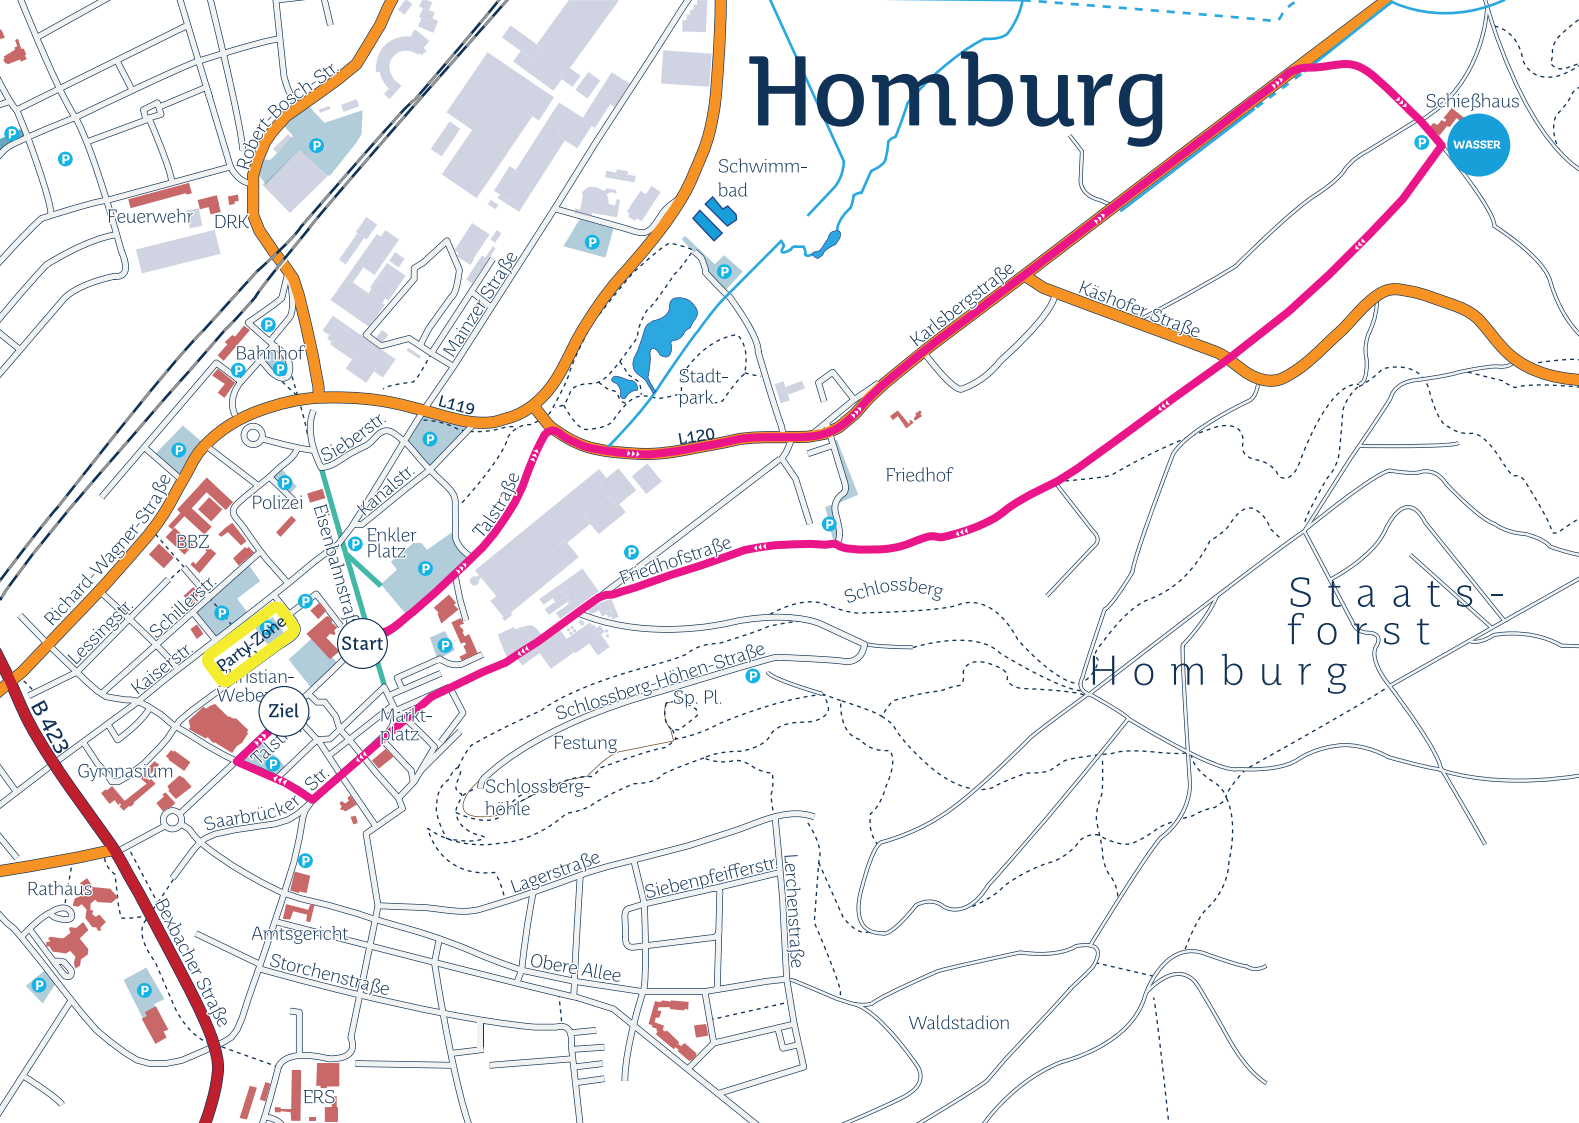 Homburg
Robert-Bosch-Str.
Schwimm-
bad
Schießhaus
WASSER
P
Feuerwehr
DRK
Mainzer Straße
Karlsbergstraße
Käshofer Straße
Bahnhof
Stadt-
park
L119
L120
Sieberstr.
Kanalstr.
Talstraße
Friedhof
Richard-Wagner-Straße
Polizei
BBZ
Eisenbahnstraße
Enkler
Platz
Friedhofstraße
Schlossberg
Staats-
forst
Homburg
Lessingstr.
Schillerstr.
Kaiserstr.
Party-Zone
Start
Ziel
Schlossberg-Höhen-Straße
Sp. Pl.
Festung
Markt-
platz
Schlossberg-
höhle
B 423
Gymnasium
Saarbrücker Str.
Rathaus
Lagerstraße
Siebenpfeifferstr.
Lerchenstraße
Bexbacher Straße
Amtsgericht
Storchenstraße
Obere Allee
Waldstadion
ERS